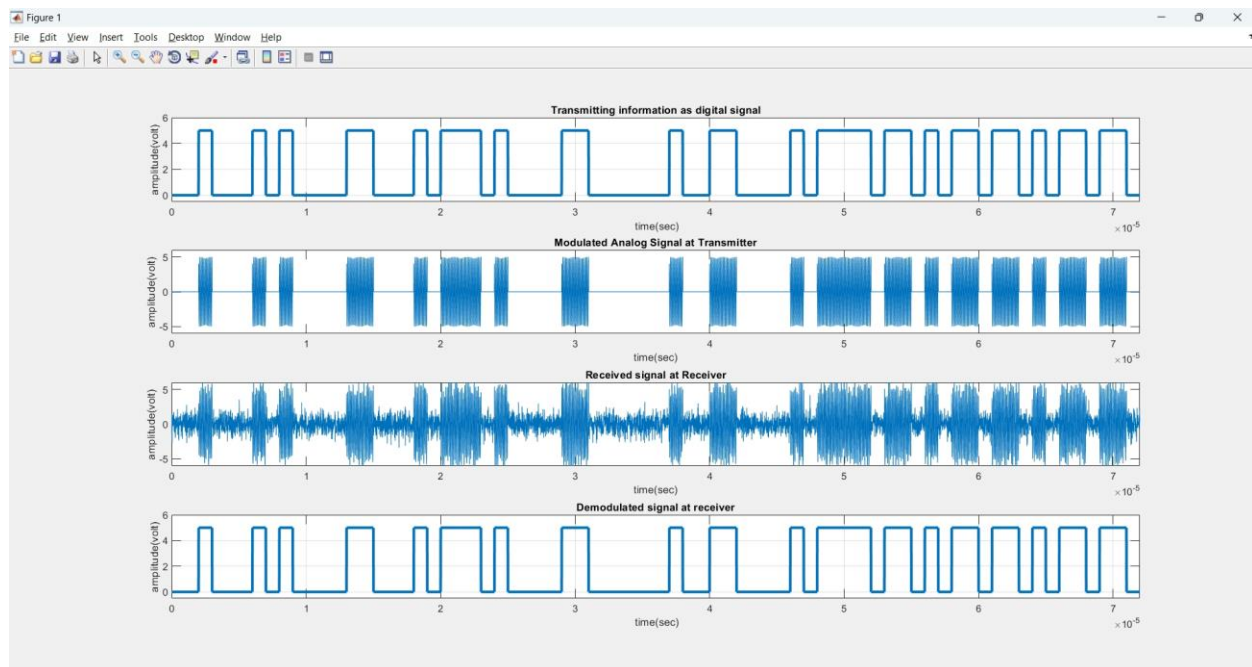 Figure 1
File Edit View Insert Tools Desktop Window Help
Transmitting information as digital signal
amplitude(volt)
6
4
2
0
0 1 2 3 4 5 6 7
time(sec)
×10-5
Modulated Analog Signal at Transmitter
amplitude(volt)
5
0
-5
0 1 2 3 4 5 6 7
time(sec)
×10-5
Received signal at Receiver
amplitude(volt)
5
0
-5
0 1 2 3 4 5 6 7
time(sec)
×10-5
Demodulated signal at receiver
amplitude(volt)
6
4
2
0
0 1 2 3 4 5 6 7
time(sec)
×10-5